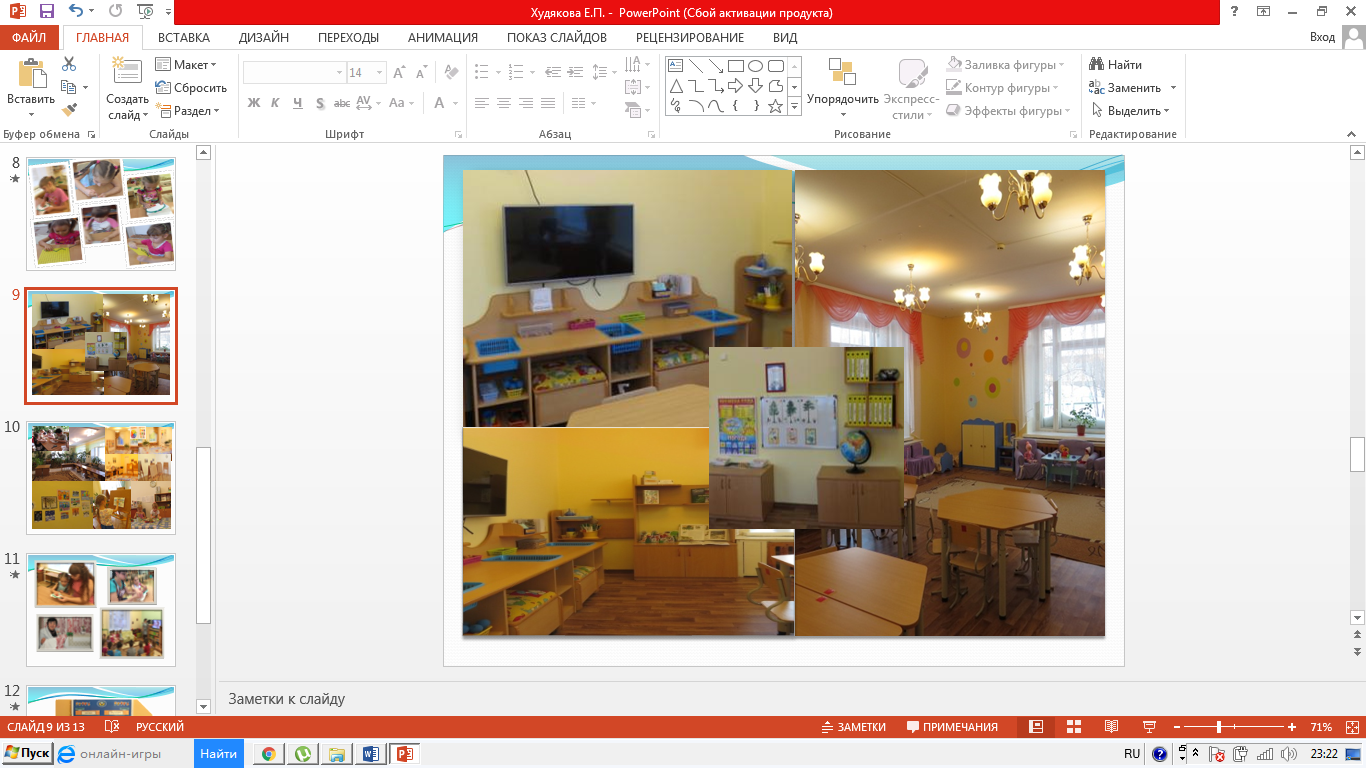 Худякова Е.П. - PowerPoint (Сбой активации продукта)
ФАЙЛ ГЛАВНАЯ ВСТАВКА ДИЗАЙН ПЕРЕХОДЫ АНИМАЦИЯ ПОКАЗ СЛАЙДОВ РЕЦЕНЗИРОВАНИЕ ВИД Вход
Вставить
Буфер обмена
Создать слайд
Макет
Сбросить
Раздел
Слайды
14
Ж К Ч S abc AV Aa А
Шрифт
Абзац
Упорядочить
Экспресс-стили
Заливка фигуры
Контур фигуры
Эффекты фигуры
Рисование
Найти
Заменить
Выделить
Редактирование
8
9
10
11
12
Заметки к слайду
СЛАЙД 9 ИЗ 13 РУССКИЙ ЗАМЕТКИ ПРИМЕЧАНИЯ 71%
Пуск онлайн-игры Найти RU 23:22